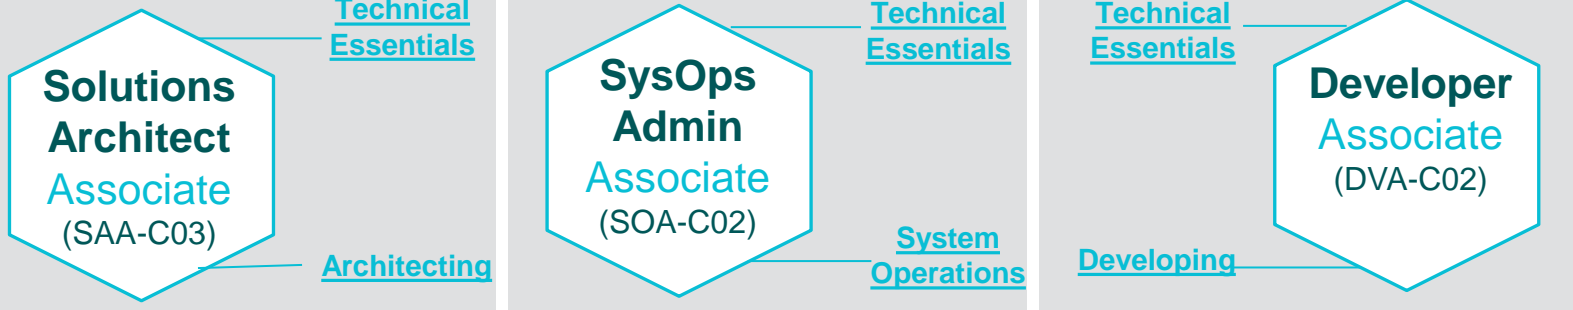 Technical
Essentials
Solutions
Architect
Associate
(SAA-C03)
Architecting
Technical
Essentials
SysOps
Admin
Associate
(SOA-C02)
System
Operations
Technical
Essentials
Developer
Associate
(DVA-C02)
Developing